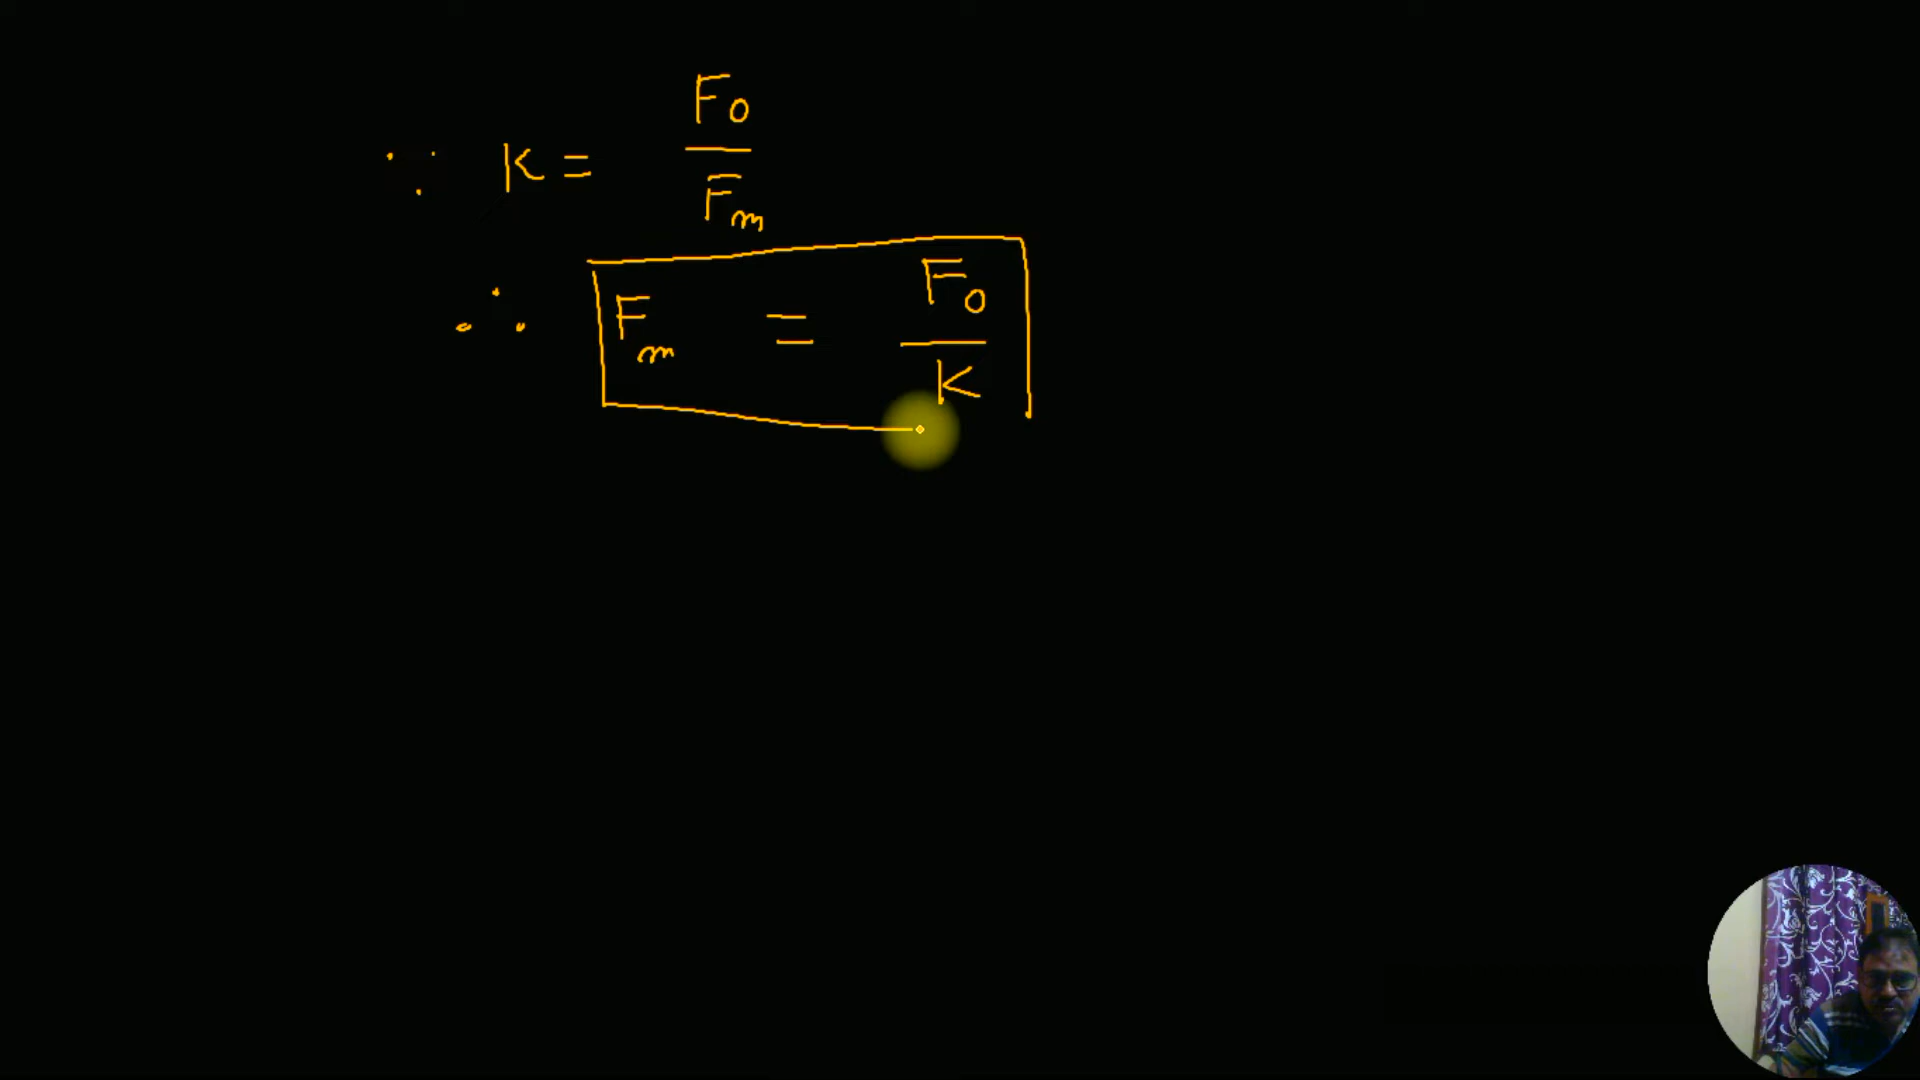 ∵ K = F₀ / Fₘ
∴ Fₘ = F₀ / K